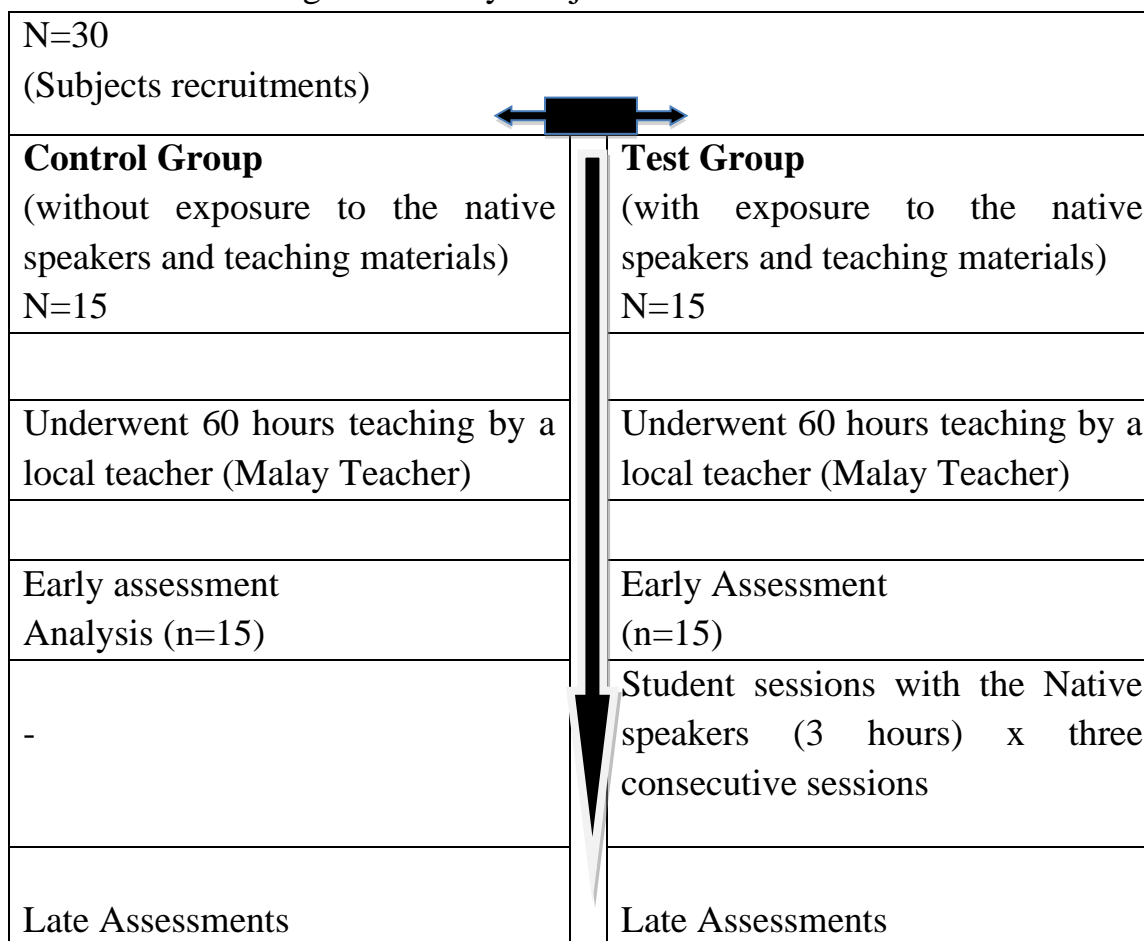 N=30
(Subjects recruitments)
Control Group
(without exposure to the native
speakers and teaching materials)
N=15
Test Group
(with exposure to the native
speakers and teaching materials)
N=15
Underwent 60 hours teaching by a
local teacher (Malay Teacher)
Underwent 60 hours teaching by a
local teacher (Malay Teacher)
Early assessment
Analysis (n=15)
Early Assessment
(n=15)
-
Student sessions with the Native
speakers (3 hours) x three
consecutive sessions
Late Assessments
Late Assessments